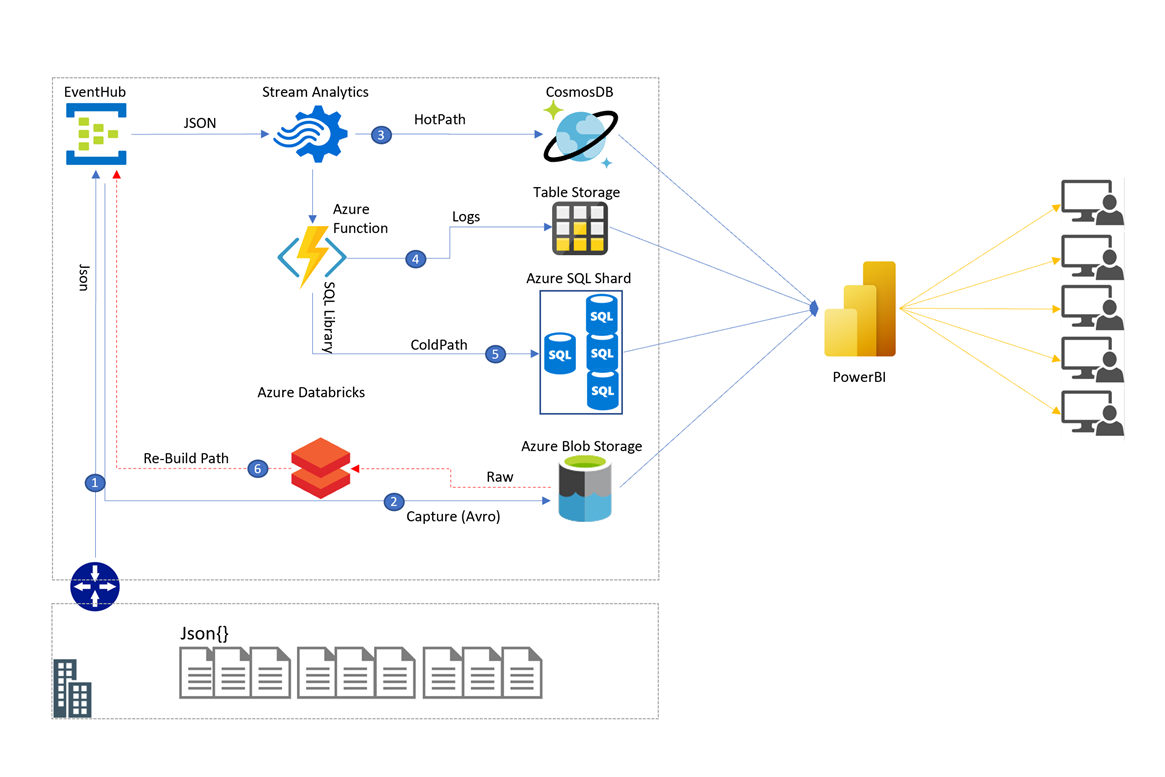 EventHub
Stream Analytics
CosmosDB
JSON
HotPath
3
Table Storage
Azure
Function
Logs
4
Json
SQL Library
Azure SQL Shard
SQL
SQL
SQL
SQL
ColdPath
5
PowerBI
Azure Databricks
Azure Blob Storage
Re-Build Path
6
Raw
1
2
Capture (Avro)
Json{}